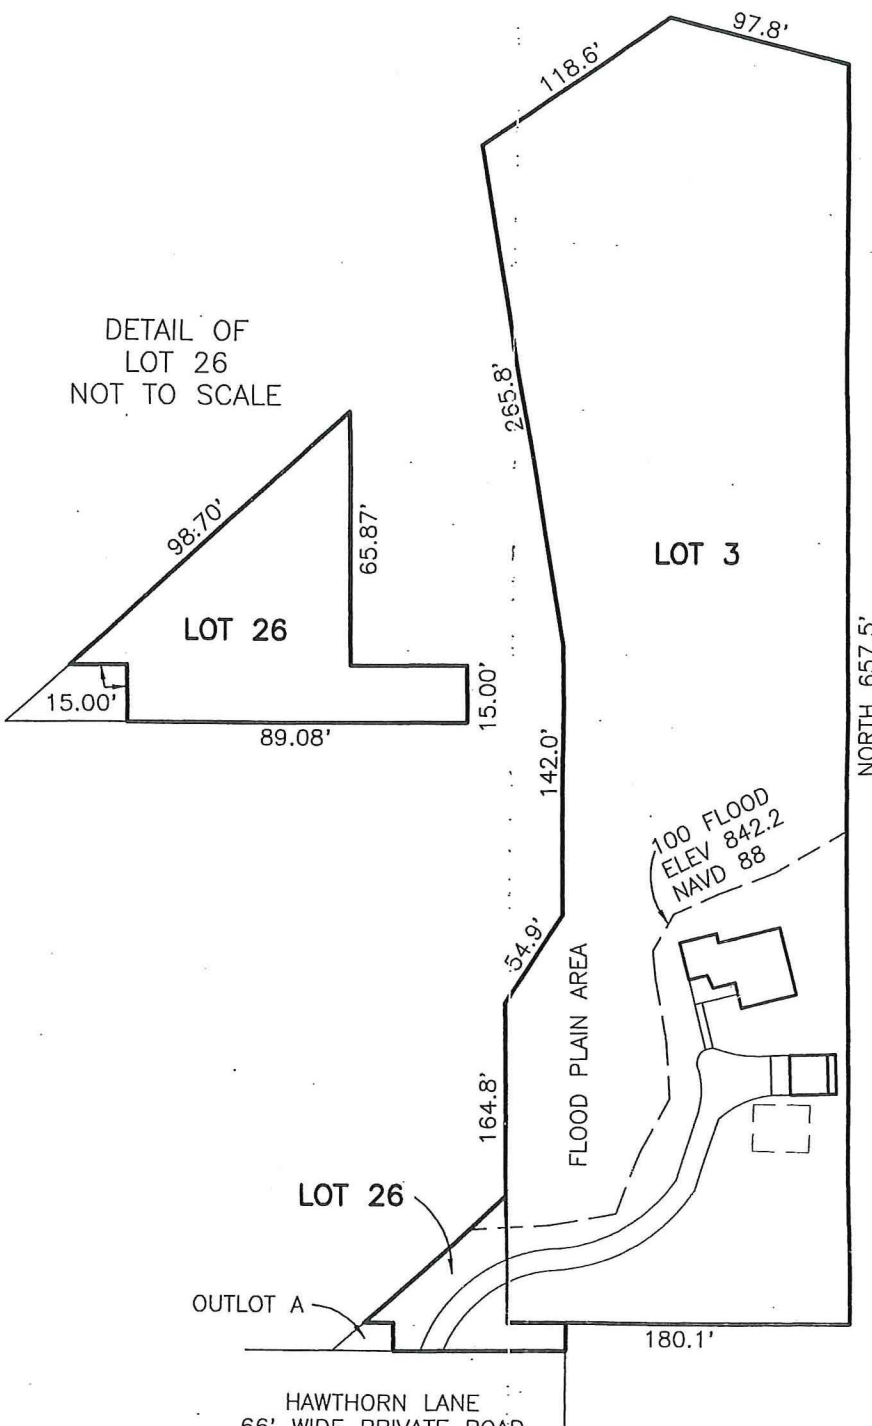 97.8'
118.6'
DETAIL OF
LOT 26
NOT TO SCALE
265.8'
98.70'
65.87'
LOT 3
LOT 26
NORTH 657.5'
15.00'
15.00'
89.08'
142.0'
100 FLOOD
ELEV 842.2
NAVD 88
54.9'
FLOOD PLAIN AREA
164.8'
LOT 26
OUTLOT A
180.1'
HAWTHORN LANE
66' WIDE PRIVATE ROAD